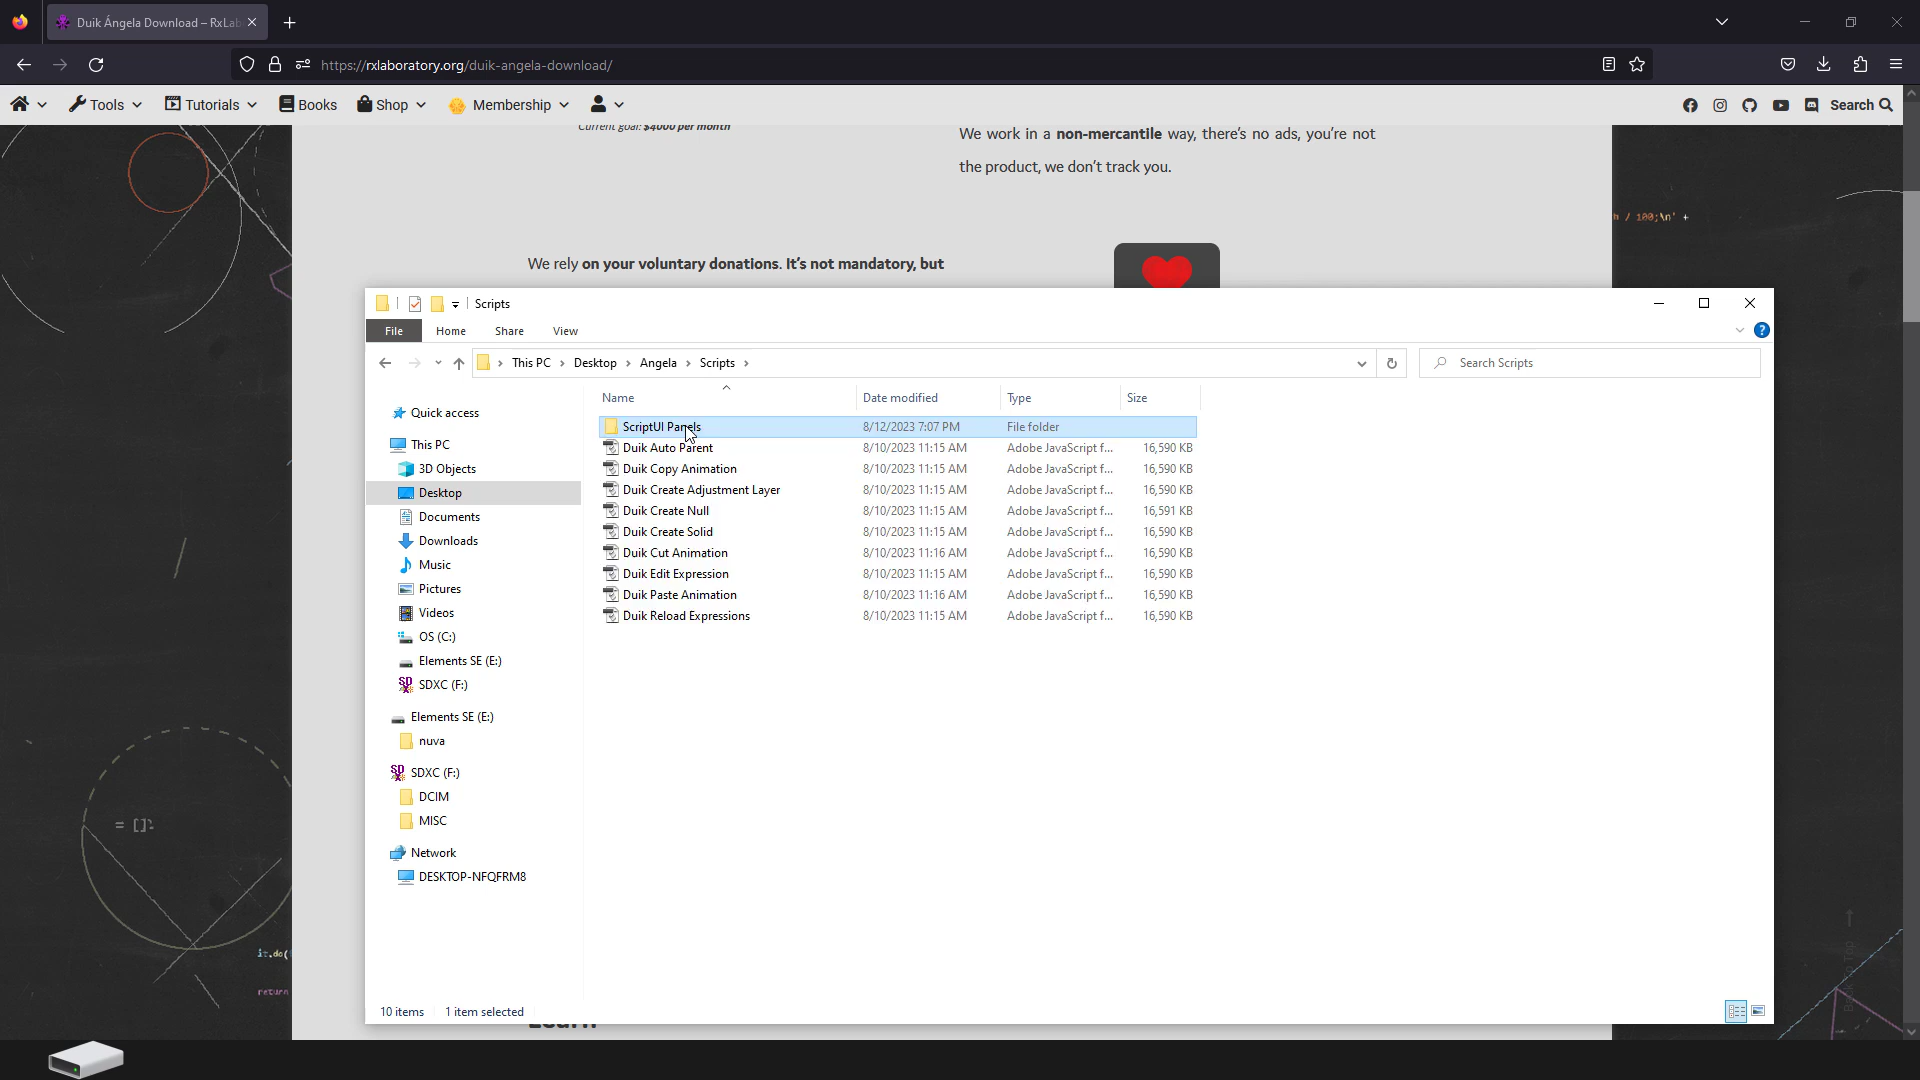 Duik Ángela Download – RxLab
https://rxlaboratory.org/duik-angela-download/
Tools
Tutorials
Books
Shop
Membership
Search
Current goal: $4000 per month
We work in a non-mercantile way, there's no ads, you're not
the product, we don't track you.
h / 100;\n' +
We rely on your voluntary donations. It's not mandatory, but
Scripts
File
Home
Share
View
This PC
Desktop
Angela
Scripts
Search Scripts
Name
Date modified
Type
Size
Quick access
This PC
3D Objects
Desktop
Documents
Downloads
Music
Pictures
Videos
OS (C:)
Elements SE (E:)
SDXC (F:)
Elements SE (E:)
nuva
SDXC (F:)
DCIM
MISC
Network
DESKTOP-NFQFRM8
ScriptUI Panels 8/12/2023 7:07 PM File folder
Duik Auto Parent 8/10/2023 11:15 AM Adobe JavaScript f... 16,590 KB
Duik Copy Animation 8/10/2023 11:15 AM Adobe JavaScript f... 16,590 KB
Duik Create Adjustment Layer 8/10/2023 11:15 AM Adobe JavaScript f... 16,590 KB
Duik Create Null 8/10/2023 11:15 AM Adobe JavaScript f... 16,591 KB
Duik Create Solid 8/10/2023 11:15 AM Adobe JavaScript f... 16,590 KB
Duik Cut Animation 8/10/2023 11:16 AM Adobe JavaScript f... 16,590 KB
Duik Edit Expression 8/10/2023 11:15 AM Adobe JavaScript f... 16,590 KB
Duik Paste Animation 8/10/2023 11:16 AM Adobe JavaScript f... 16,590 KB
Duik Reload Expressions 8/10/2023 11:15 AM Adobe JavaScript f... 16,590 KB
= []
it.do(
return
Back to Top
10 items
1 item selected
Learn